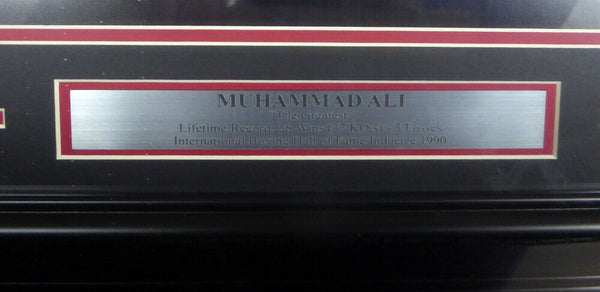 MUHAMMAD ALI
"The Greatest"
Lifetime Record: 56 Wins (37 KO's) - 5 Losses
International Boxing Hall of Fame Inductee 1990